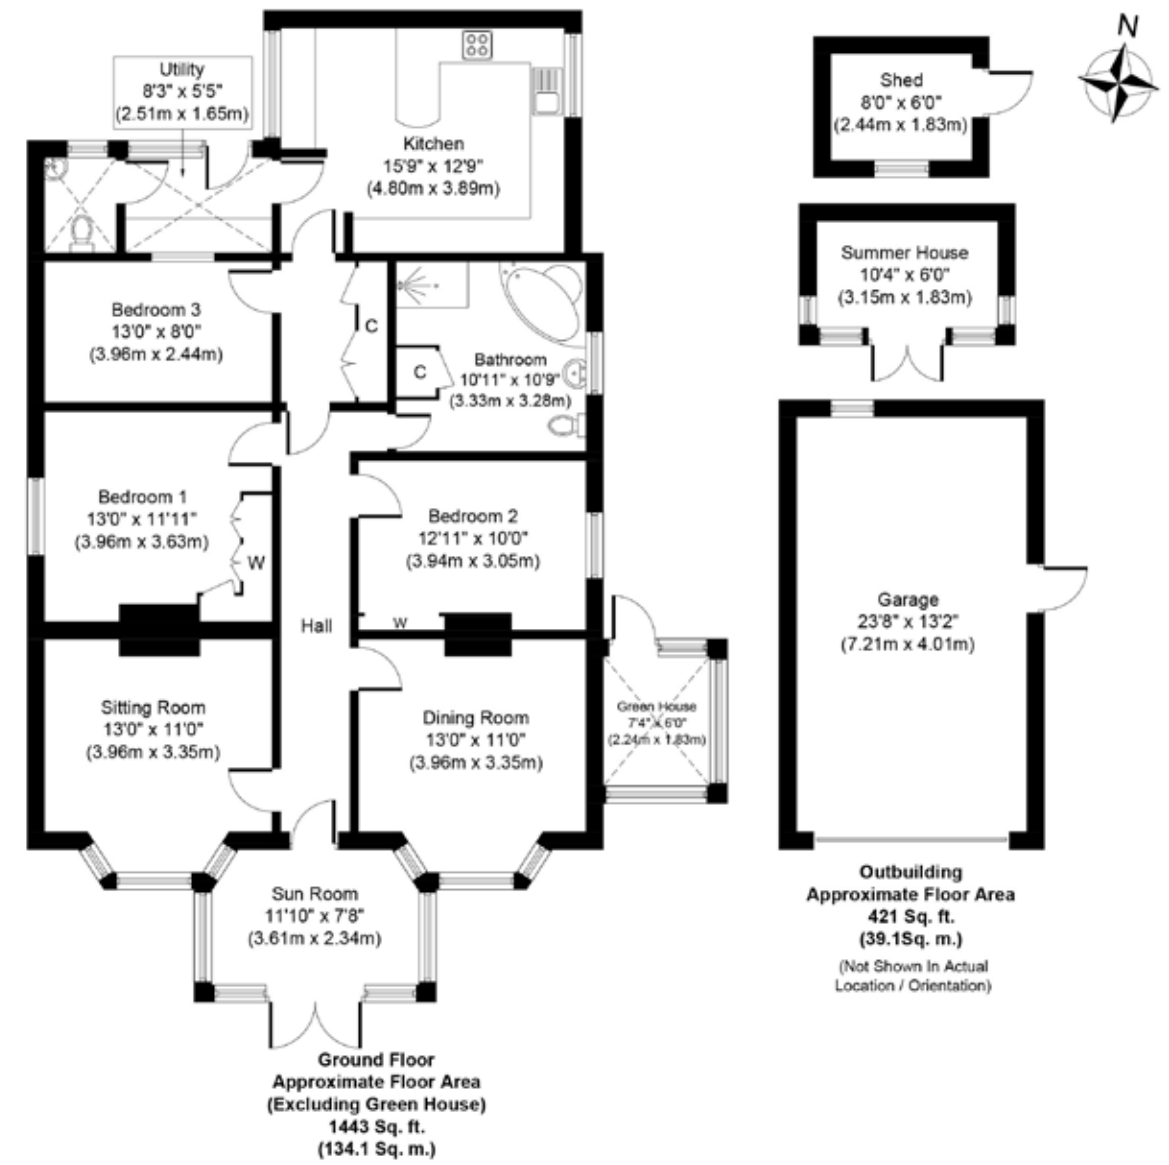 N
Utility
8'3" x 5'5"
(2.51m x 1.65m)
Kitchen
15'9" x 12'9"
(4.80m x 3.89m)
Shed
8'0" x 6'0"
(2.44m x 1.83m)
Summer House
10'4" x 6'0"
(3.15m x 1.83m)
Bedroom 3
13'0" x 8'0"
(3.96m x 2.44m)
C
C
Bathroom
10'11" x 10'9"
(3.33m x 3.28m)
Bedroom 1
13'0" x 11'11"
(3.96m x 3.63m)
W
Bedroom 2
12'11" x 10'0"
(3.94m x 3.05m)
W
Hall
Garage
23'8" x 13'2"
(7.21m x 4.01m)
Sitting Room
13'0" x 11'0"
(3.96m x 3.35m)
Dining Room
13'0" x 11'0"
(3.96m x 3.35m)
Green House
7'4" x 6'0"
(2.24m x 1.83m)
Sun Room
11'10" x 7'8"
(3.61m x 2.34m)
Outbuilding
Approximate Floor Area
421 Sq. ft.
(39.1Sq. m.)
(Not Shown In Actual
Location / Orientation)
Ground Floor
Approximate Floor Area
(Excluding Green House)
1443 Sq. ft.
(134.1 Sq. m.)